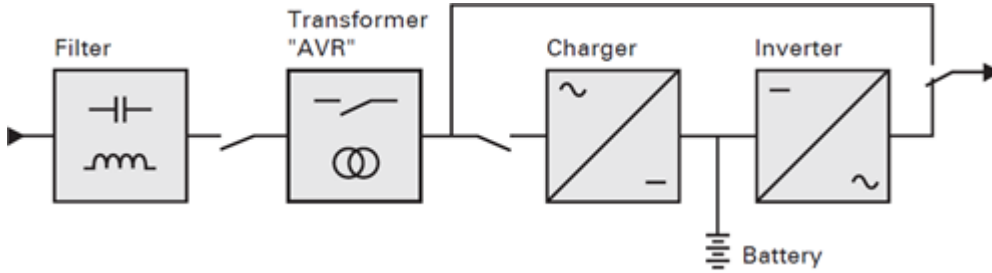 Filter
Transformer
"AVR"
Charger
Inverter
Battery